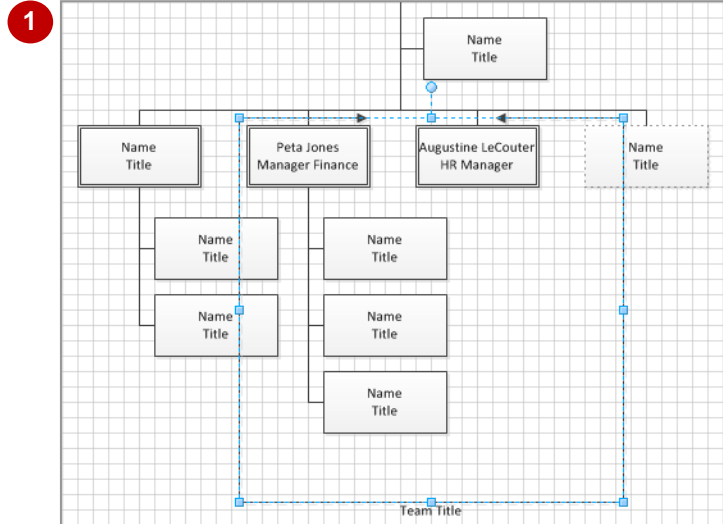 1
Name
Title
Name
Title
Peta Jones
Manager Finance
Augustine LeCouter
HR Manager
Name
Title
Name
Title
Name
Title
Name
Title
Name
Title
Name
Title
Team Title